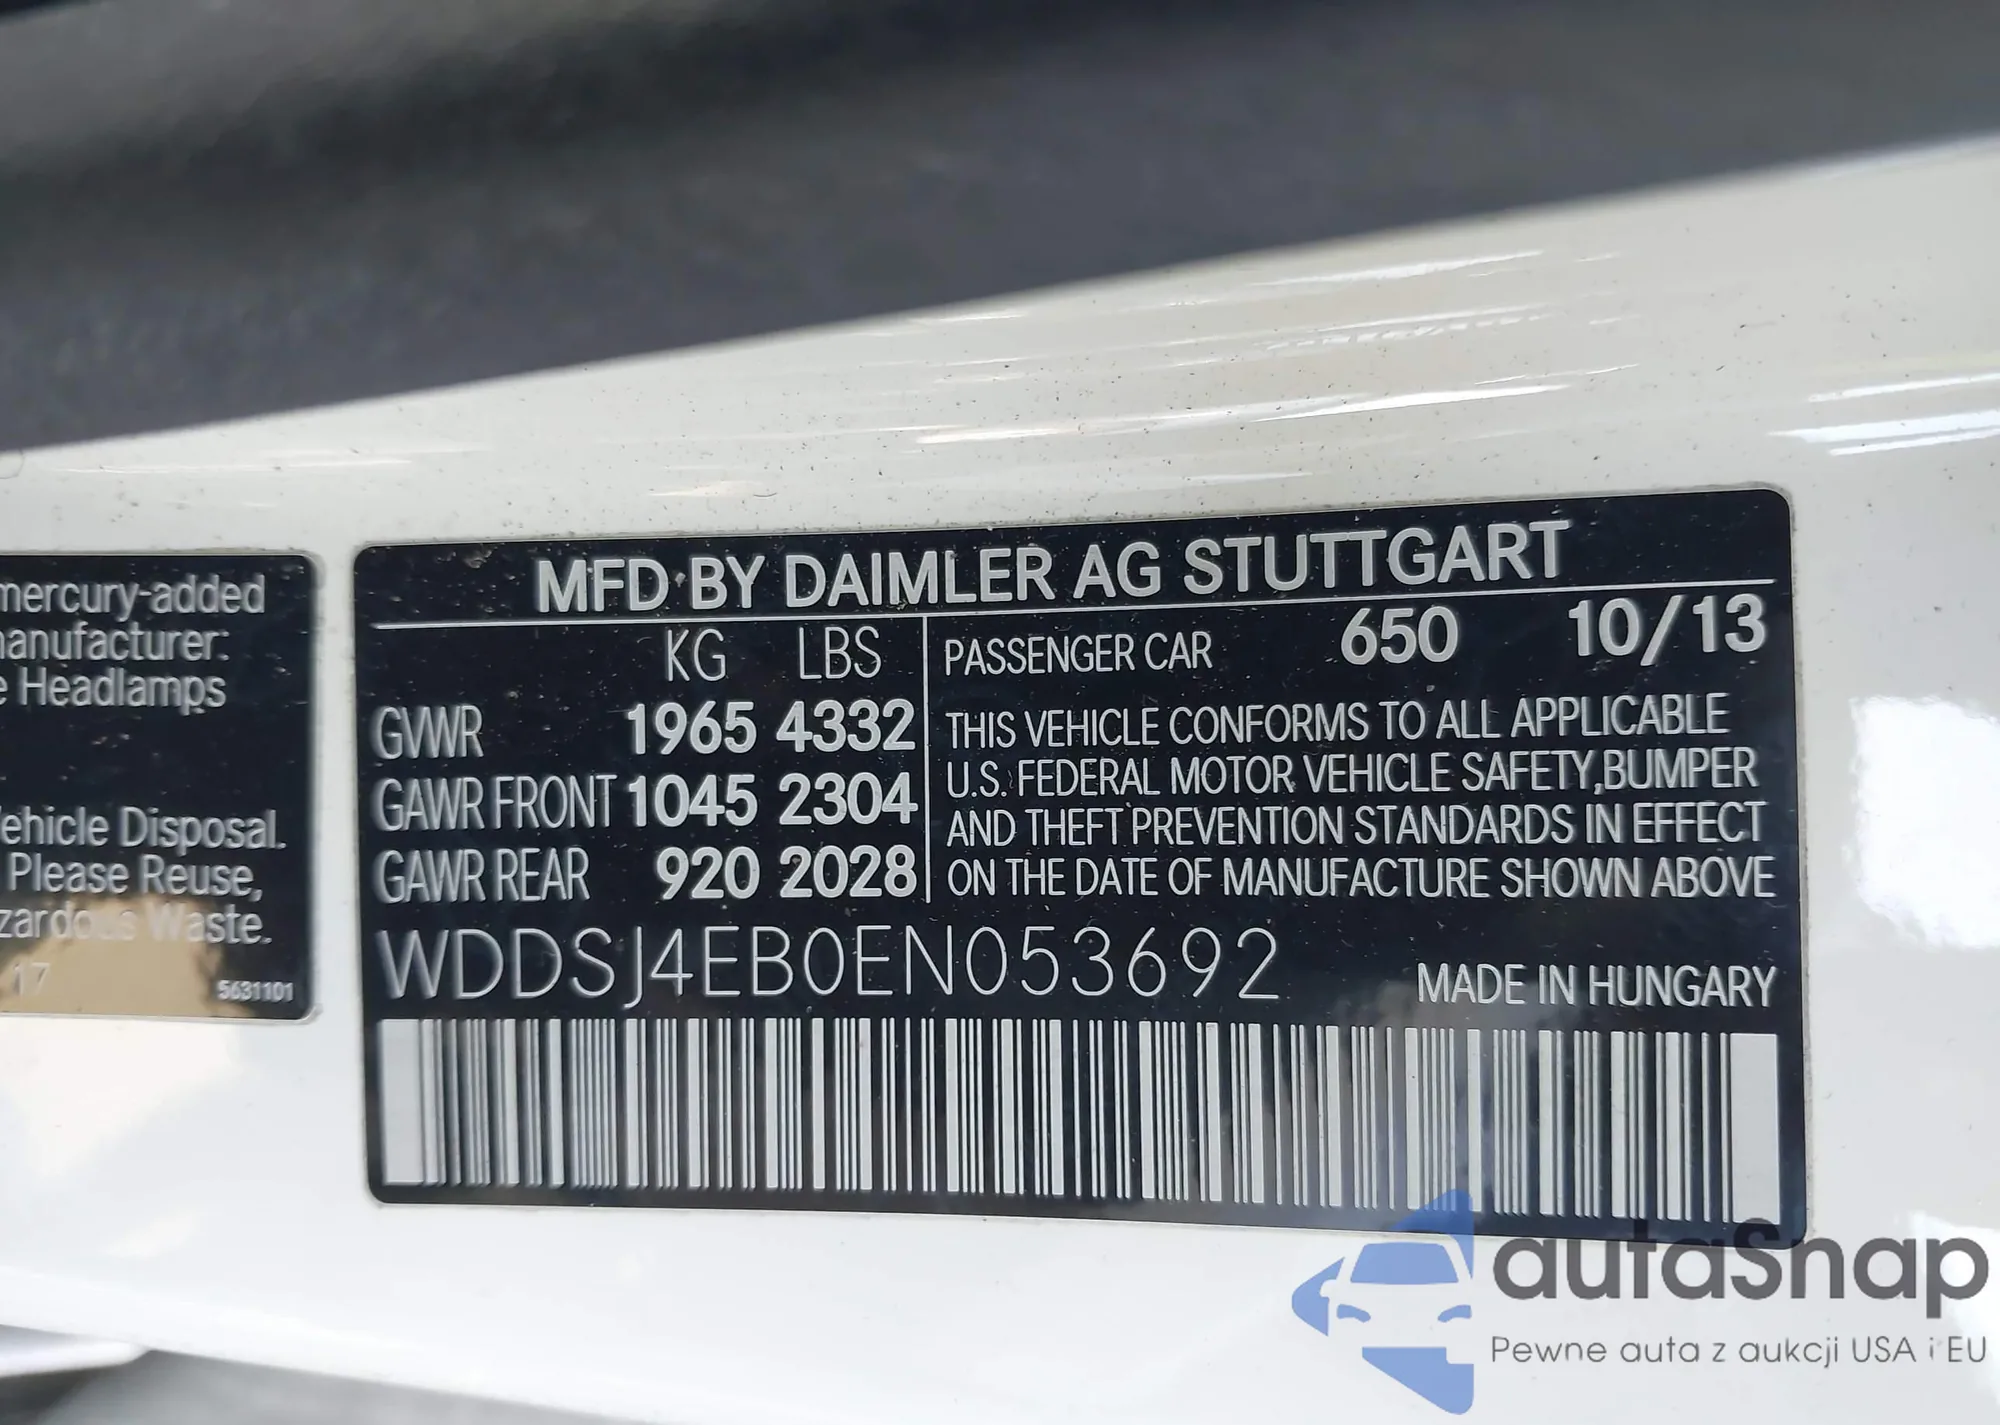 mercury-added
manufacturer:
Headlamps
Vehicle Disposal.
Please Reuse,
zardous Waste.
17
5631101
MFD BY DAIMLER AG STUTTGART
KG LBS
GVWR 1965 4332
GAWR FRONT 1045 2304
GAWR REAR 920 2028
PASSENGER CAR 650 10/13
THIS VEHICLE CONFORMS TO ALL APPLICABLE
U.S. FEDERAL MOTOR VEHICLE SAFETY,BUMPER
AND THEFT PREVENTION STANDARDS IN EFFECT
ON THE DATE OF MANUFACTURE SHOWN ABOVE
WDDSJ4EB0EN053692
MADE IN HUNGARY
autaSnap
Pewne auta z aukcji USA i EU